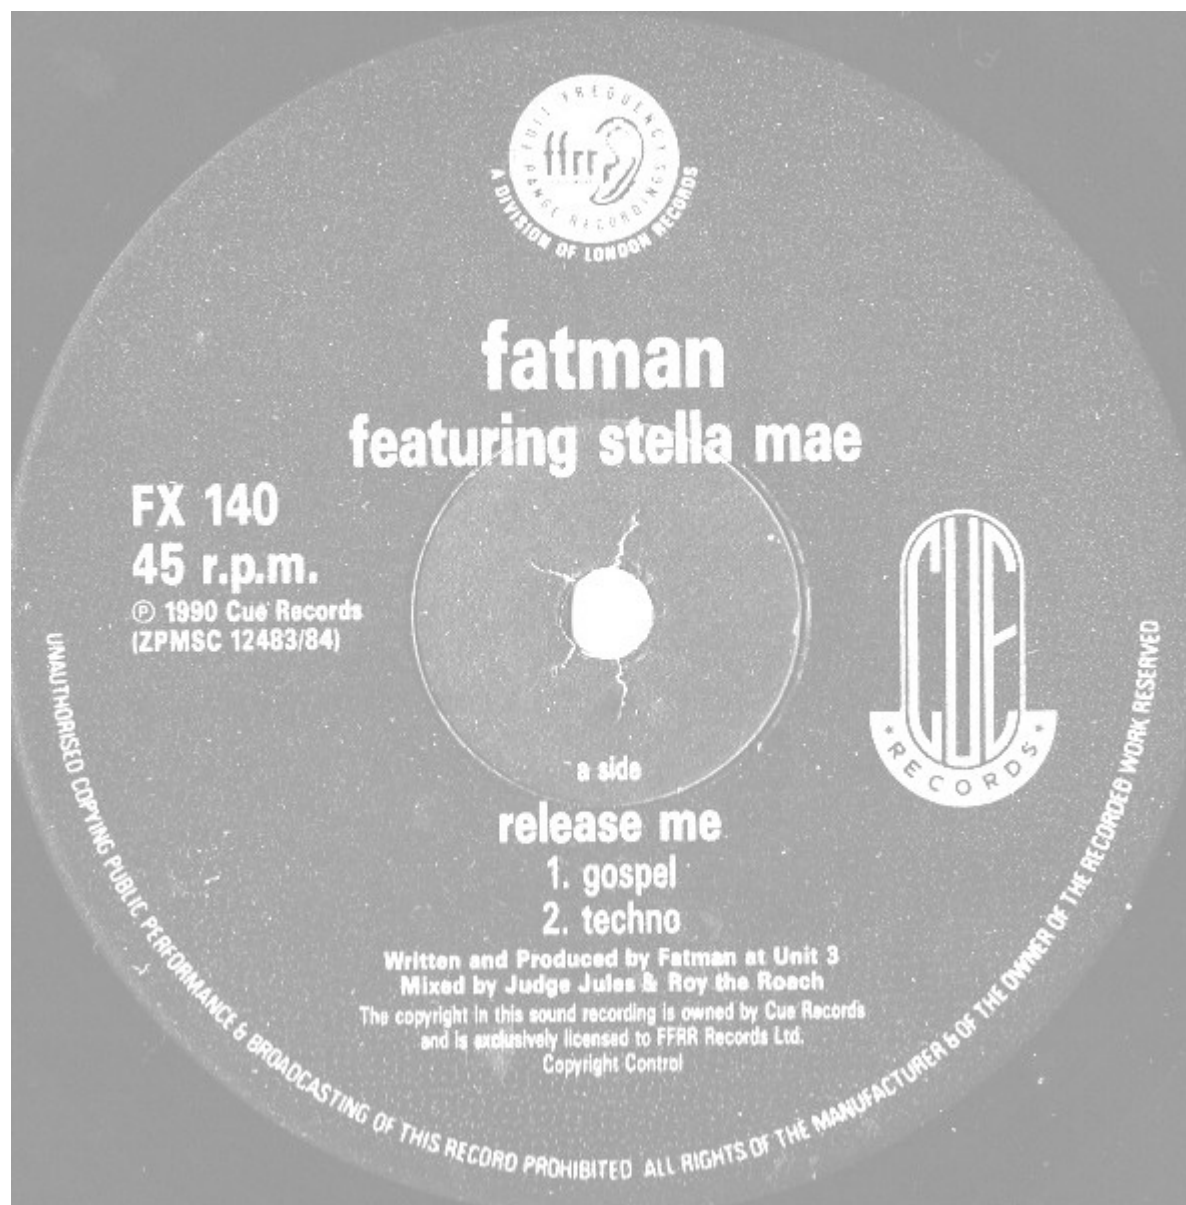 FULL FREQUENCY
ffrr
RANGE RECORDINGS
A DIVISION OF LONDON RECORDS
fatman
featuring stella mae
FX 140
45 r.p.m.
℗ 1990 Cue Records
(ZPMSC 12483/84)
CUE
★ RECORDS ★
a side
release me
1. gospel
2. techno
Written and Produced by Fatman at Unit 3
Mixed by Judge Jules & Roy the Roach
The copyright in this sound recording is owned by Cue Records
and is exclusively licensed to FFRR Records Ltd.
Copyright Control
UNAUTHORISED COPYING PUBLIC PERFORMANCE & BROADCASTING OF THIS RECORD PROHIBITED ALL RIGHTS OF THE MANUFACTURER & OF THE OWNER OF THE RECORDED WORK RESERVED